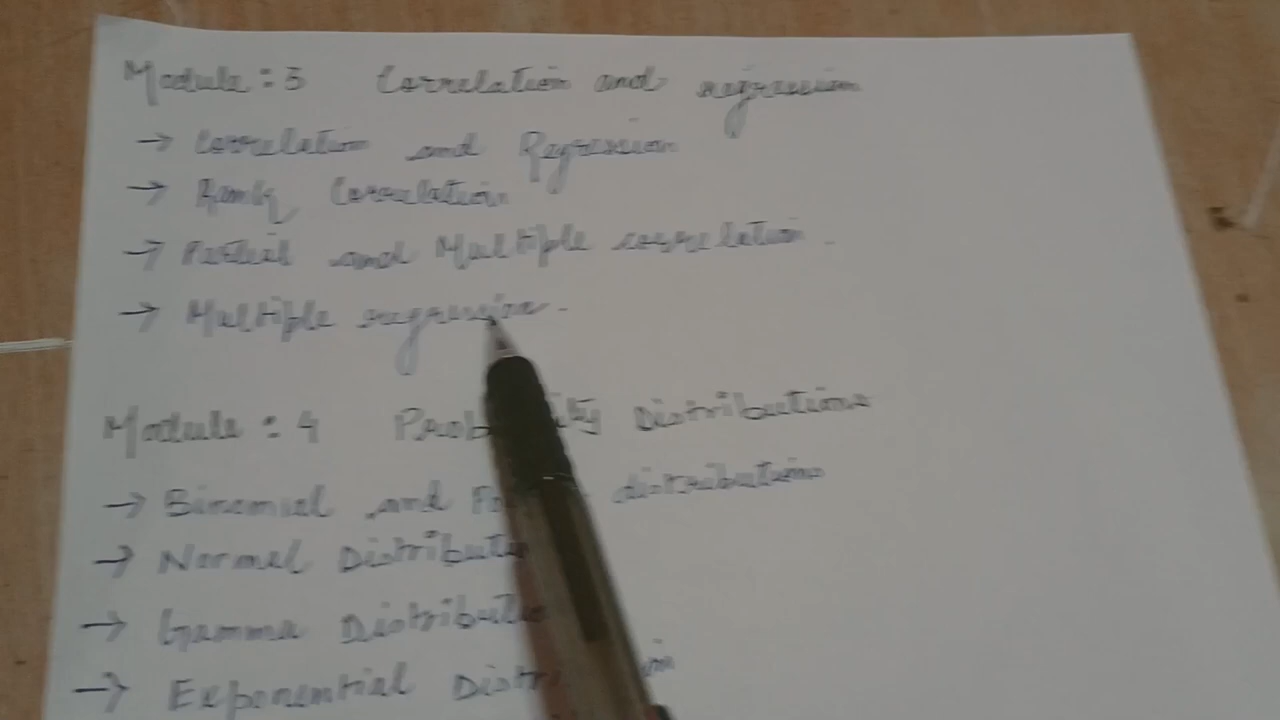 Module : 3 Correlation and regression
→ Correlation and Regression
→ Rank Correlation
→ Partial and Multiple correlation.
→ Multiple regression.
Module : 4 Probability Distributions
→ Binomial and distributions
→ Normal Distribution
→ Gamma Distribution
→ Exponential Distribution